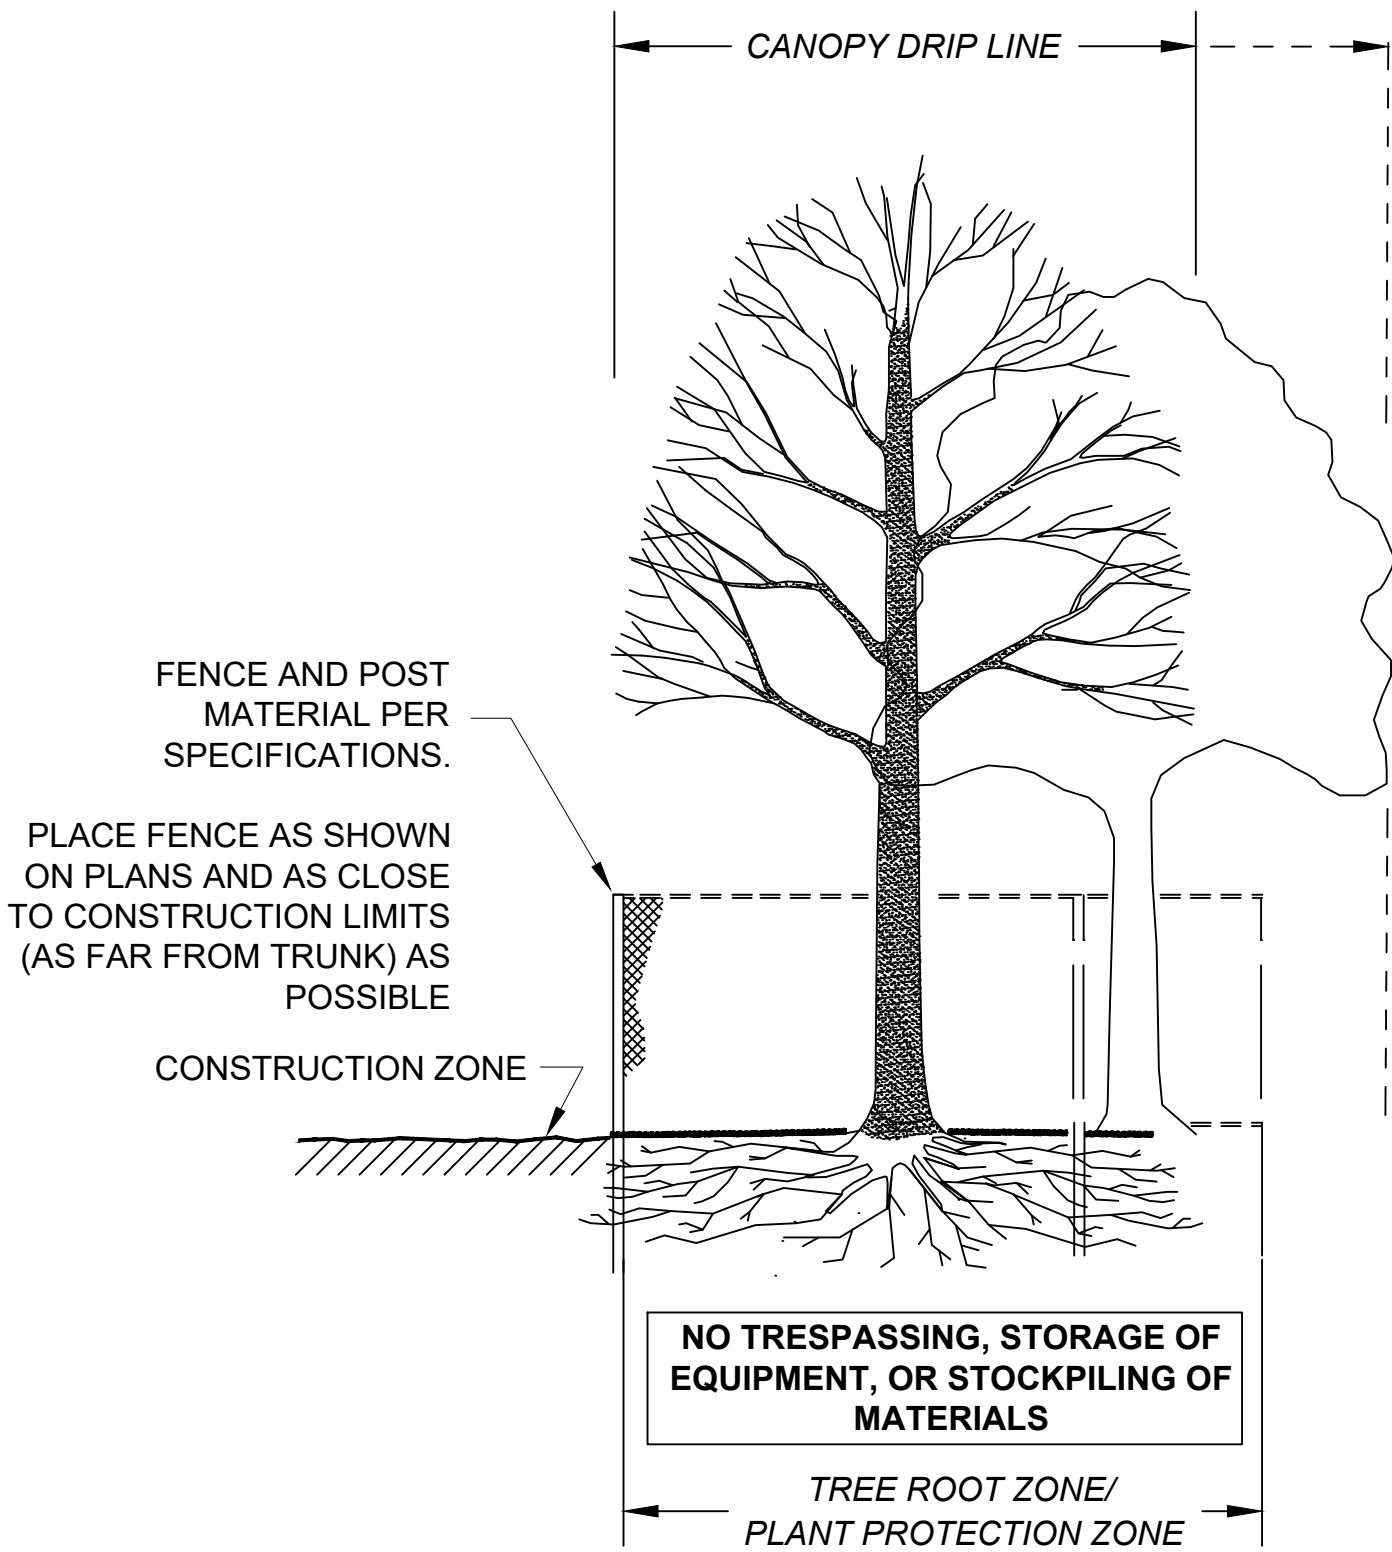 CANOPY DRIP LINE
FENCE AND POST
MATERIAL PER
SPECIFICATIONS.
PLACE FENCE AS SHOWN
ON PLANS AND AS CLOSE
TO CONSTRUCTION LIMITS
(AS FAR FROM TRUNK) AS
POSSIBLE
CONSTRUCTION ZONE
NO TRESPASSING, STORAGE OF
EQUIPMENT, OR STOCKPILING OF
MATERIALS
TREE ROOT ZONE/
PLANT PROTECTION ZONE